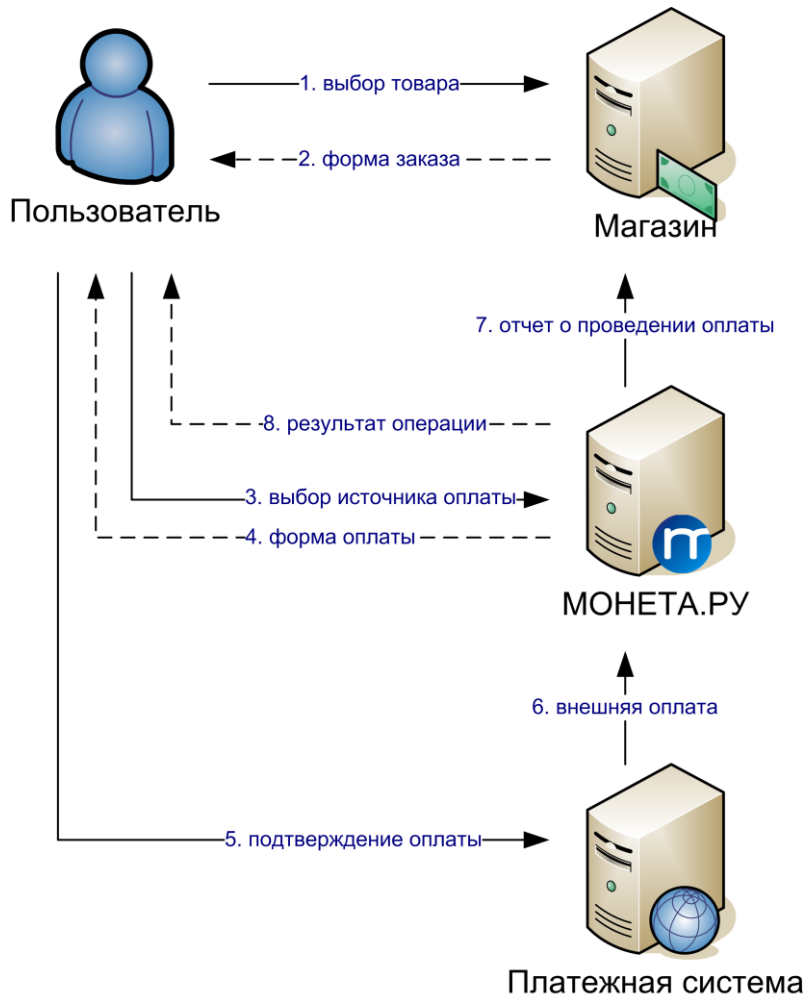 1. выбор товара
2. форма заказа
Пользователь
Магазин
7. отчет о проведении оплаты
8. результат операции
3. выбор источника оплаты
4. форма оплаты
m
МОНЕТА.РУ
6. внешняя оплата
5. подтверждение оплаты
Платежная система